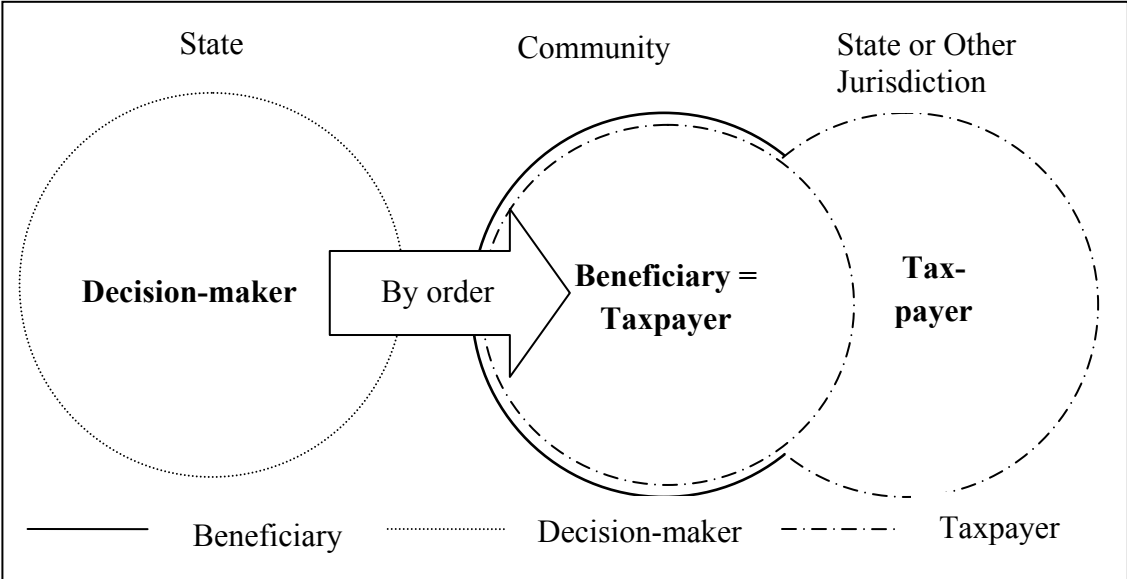 State
Community
State or Other
Jurisdiction
Decision-maker
By order
Beneficiary =
Taxpayer
Tax-
payer
Beneficiary
Decision-maker
Taxpayer